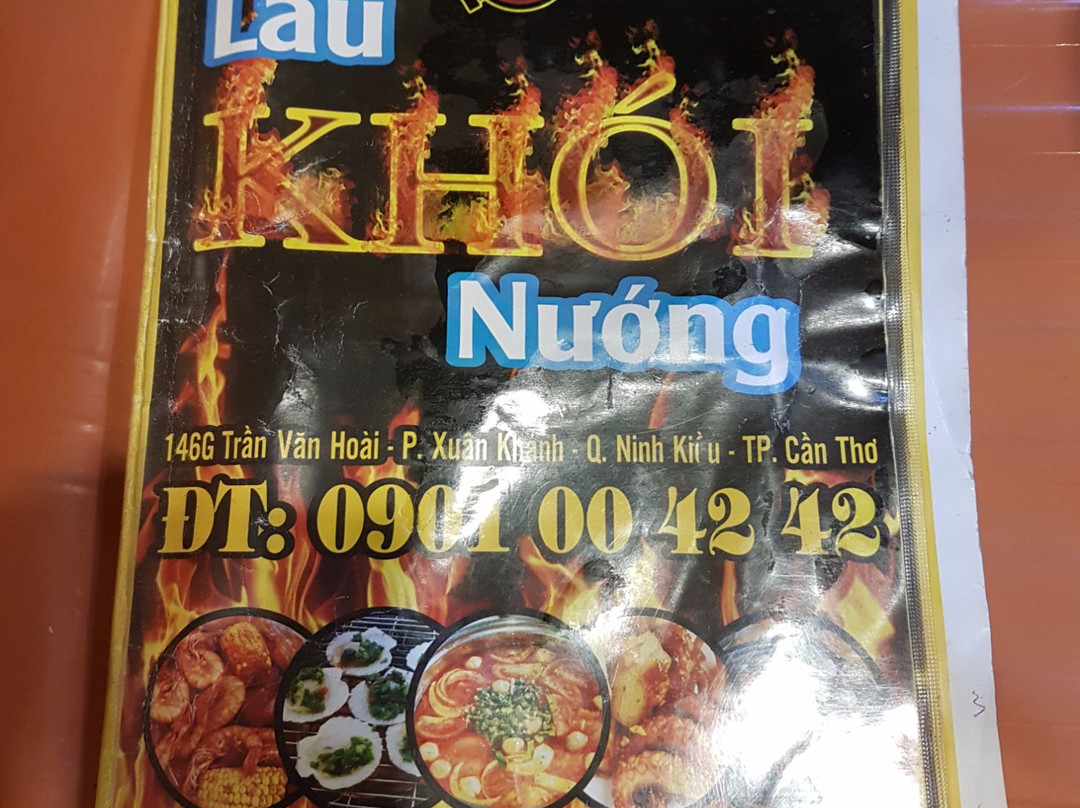 Lẩu
KHÓI
Nướng
146G Trần Văn Hoài - P. Xuân Khánh - Q. Ninh Kiều - TP. Cần Thơ
ĐT: 0901 00 42 42
3